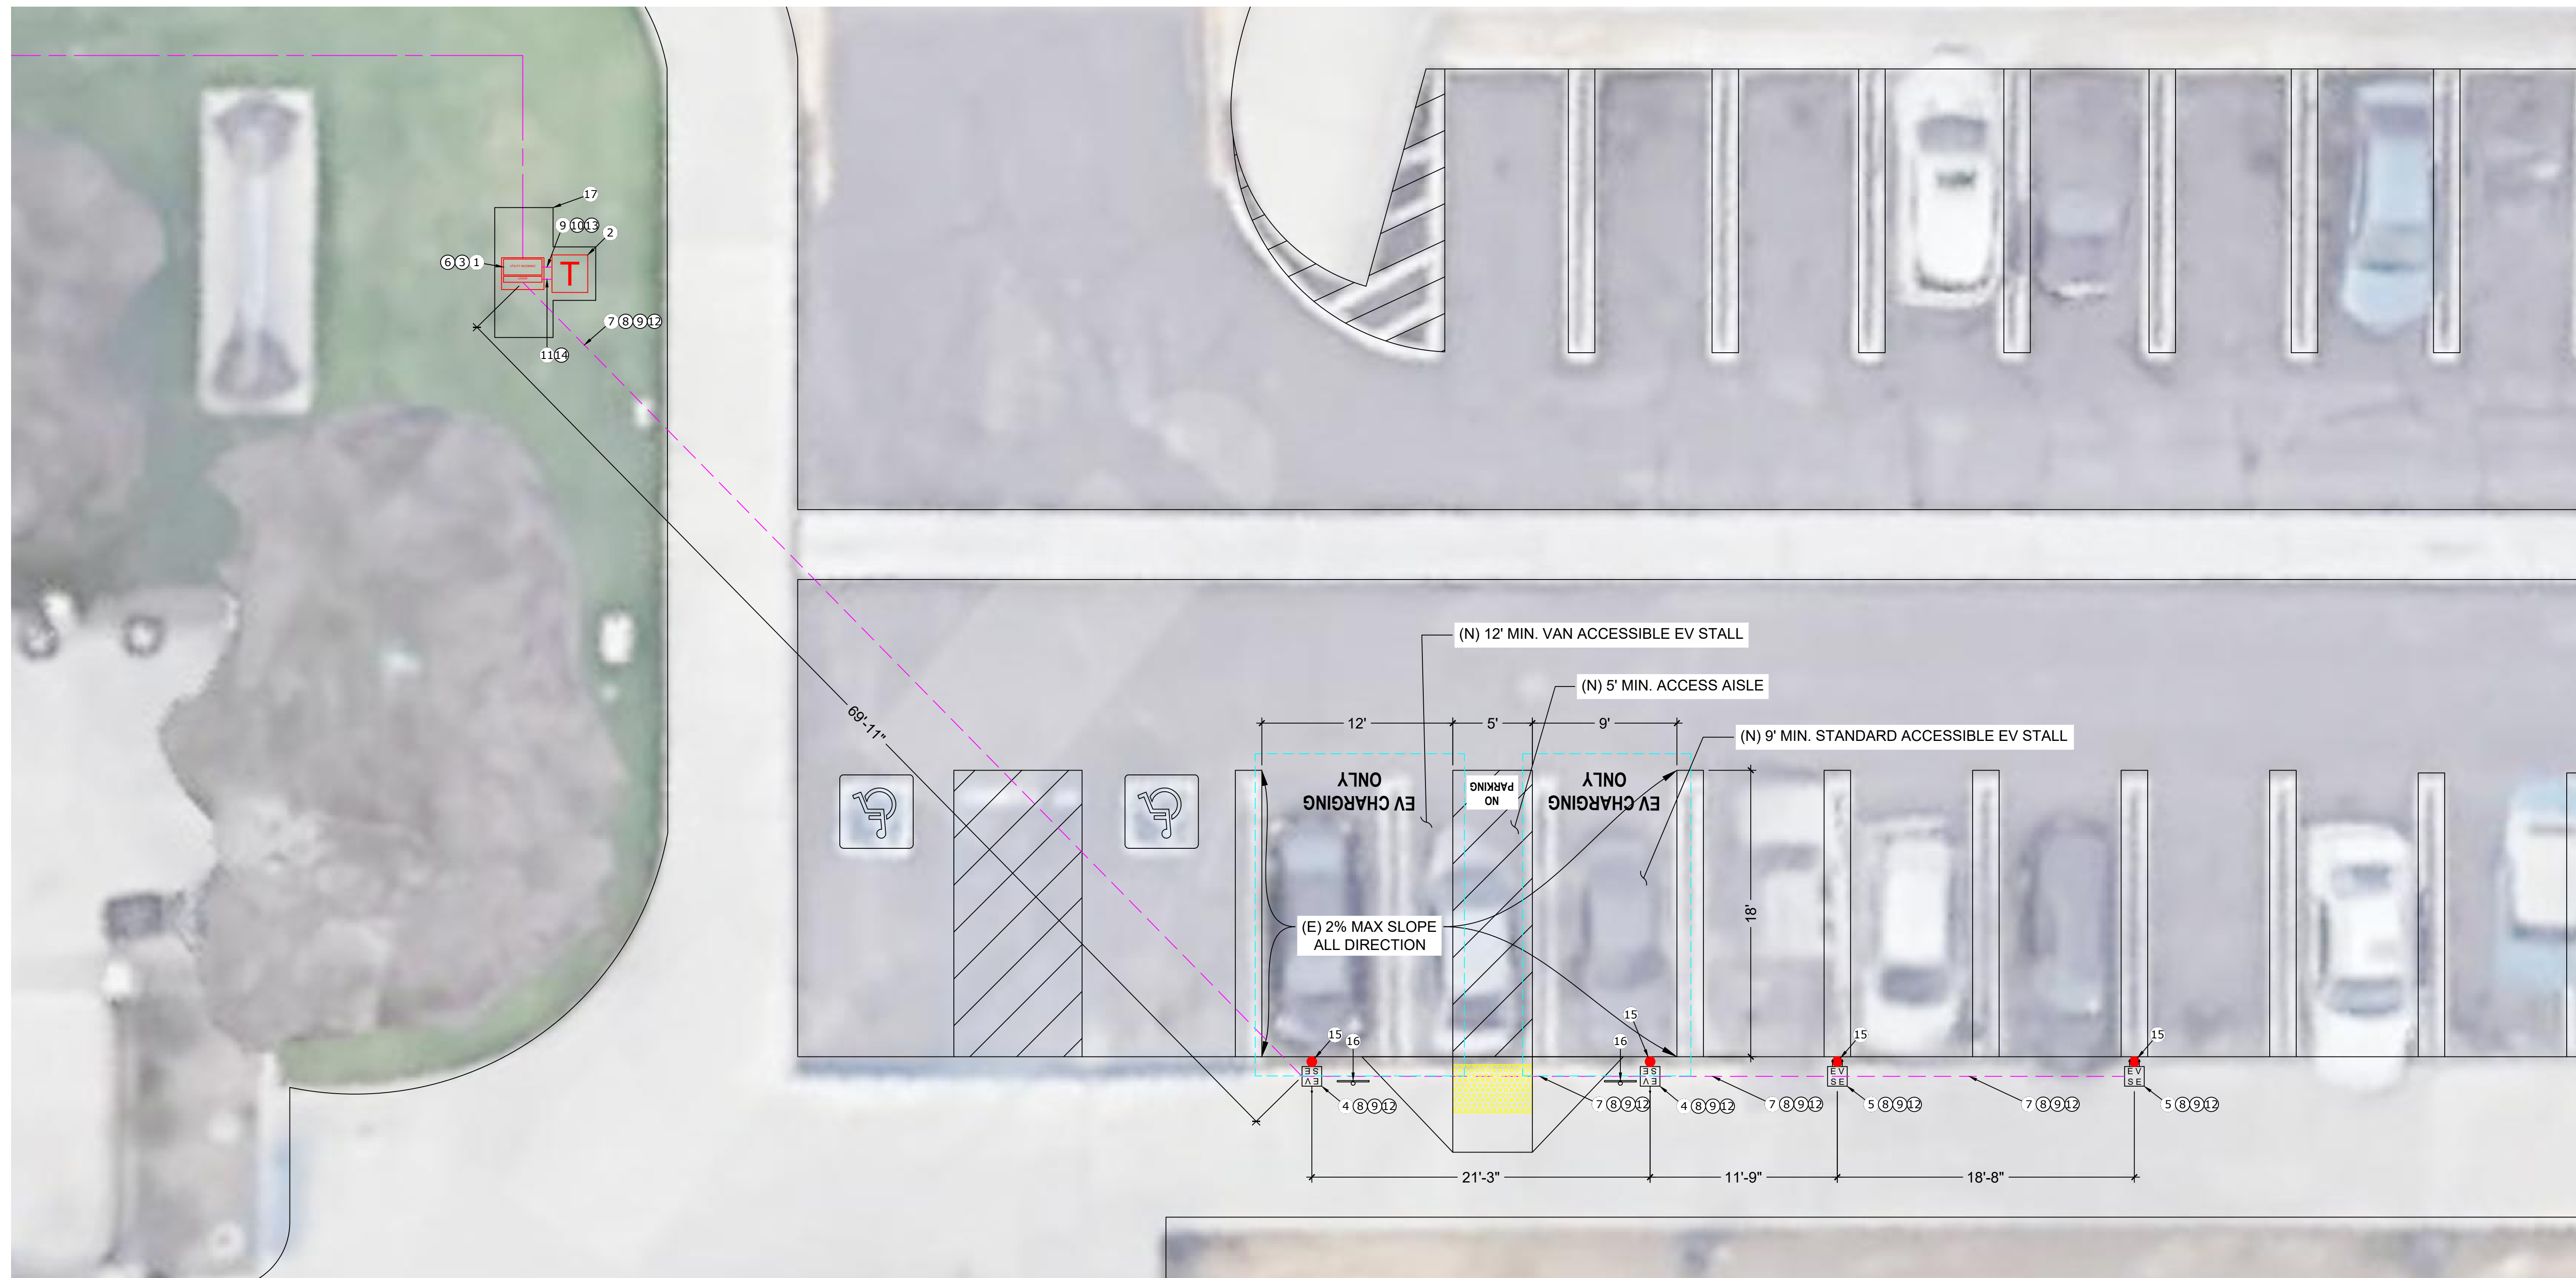 17
9 10 13
2
6 3 1
T
7 8 9 12
11 14
(N) 12' MIN. VAN ACCESSIBLE EV STALL
(N) 5' MIN. ACCESS AISLE
69'-11"
12'
5'
9'
(N) 9' MIN. STANDARD ACCESSIBLE EV STALL
EV CHARGING
ONLY
NO
PARKING
EV CHARGING
ONLY
18'
(E) 2% MAX SLOPE
ALL DIRECTION
15
16
15
16
15
15
EV
SE
EV
SE
EV
SE
EV
SE
4 8 9 12
7 8 9 12
4 8 9 12
7 8 9 12
5 8 9 12
7 8 9 12
5 8 9 12
21'-3"
11'-9"
18'-8"